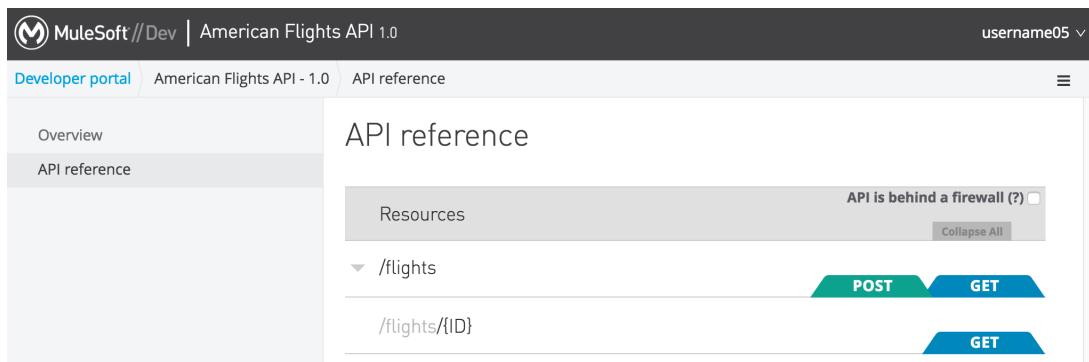 MuleSoft//Dev | American Flights API 1.0 username05
Developer portal American Flights API - 1.0 API reference
Overview
API reference
API reference
Resources
API is behind a firewall (?)
Collapse All
/flights
POST GET
/flights/{ID}
GET